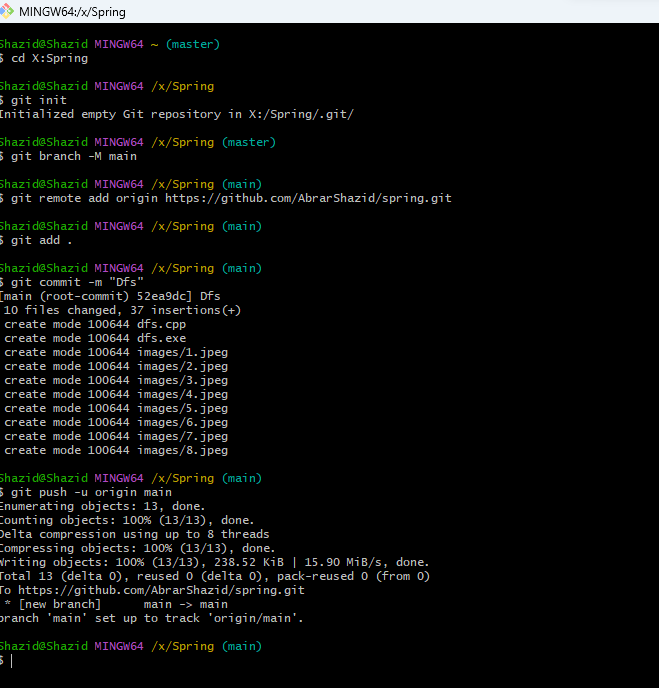 MINGW64:/x/Spring
Shazid@Shazid MINGW64 ~ (master)
$ cd X:Spring
Shazid@Shazid MINGW64 /x/Spring
$ git init
Initialized empty Git repository in X:/Spring/.git/
Shazid@Shazid MINGW64 /x/Spring (master)
$ git branch -M main
Shazid@Shazid MINGW64 /x/Spring (main)
$ git remote add origin https://github.com/AbrarShazid/spring.git
Shazid@Shazid MINGW64 /x/Spring (main)
$ git add .
Shazid@Shazid MINGW64 /x/Spring (main)
$ git commit -m "Dfs"
[main (root-commit) 52ea9dc] Dfs
10 files changed, 37 insertions(+)
create mode 100644 dfs.cpp
create mode 100644 dfs.exe
create mode 100644 images/1.jpeg
create mode 100644 images/2.jpeg
create mode 100644 images/3.jpeg
create mode 100644 images/4.jpeg
create mode 100644 images/5.jpeg
create mode 100644 images/6.jpeg
create mode 100644 images/7.jpeg
create mode 100644 images/8.jpeg
Shazid@Shazid MINGW64 /x/Spring (main)
$ git push -u origin main
Enumerating objects: 13, done.
Counting objects: 100% (13/13), done.
Delta compression using up to 8 threads
Compressing objects: 100% (13/13), done.
Writing objects: 100% (13/13), 238.52 KiB | 15.90 MiB/s, done.
Total 13 (delta 0), reused 0 (delta 0), pack-reused 0 (from 0)
To https://github.com/AbrarShazid/spring.git
* [new branch]      main -> main
branch 'main' set up to track 'origin/main'.
Shazid@Shazid MINGW64 /x/Spring (main)
$